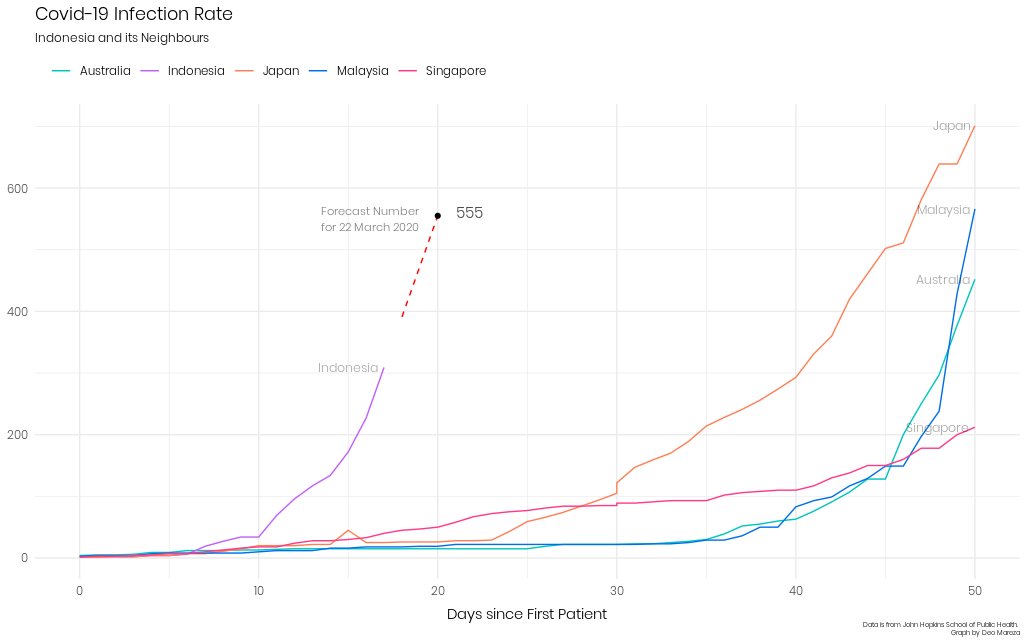 Covid-19 Infection Rate
Indonesia and its Neighbours
Australia Indonesia Japan Malaysia Singapore
Japan
600
Forecast Number
for 22 March 2020
555
Malaysia
Australia
400
Indonesia
200
Singapore
0
0 10 20 30 40 50
Days since First Patient
Data is from John Hopkins School of Public Health.
Graph by Deo Mareza